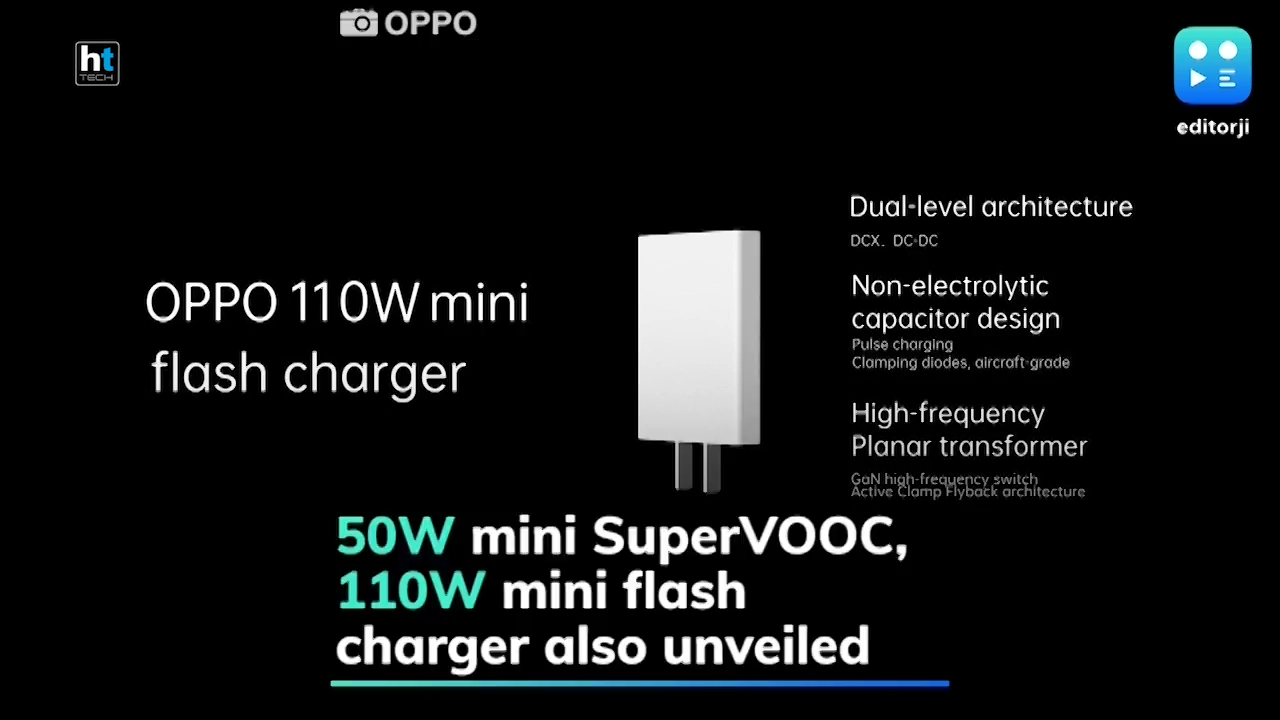 OPPO
ht
TECH
editorji
OPPO 110W mini
flash charger
Dual-level architecture
DCX. DC-DC
Non-electrolytic
capacitor design
Pulse charging
Clamping diodes, aircraft-grade
High-frequency
Planar transformer
GaN high-frequency switch
Active Clamp Flyback architecture
50W mini SuperVOOC,
110W mini flash
charger also unveiled